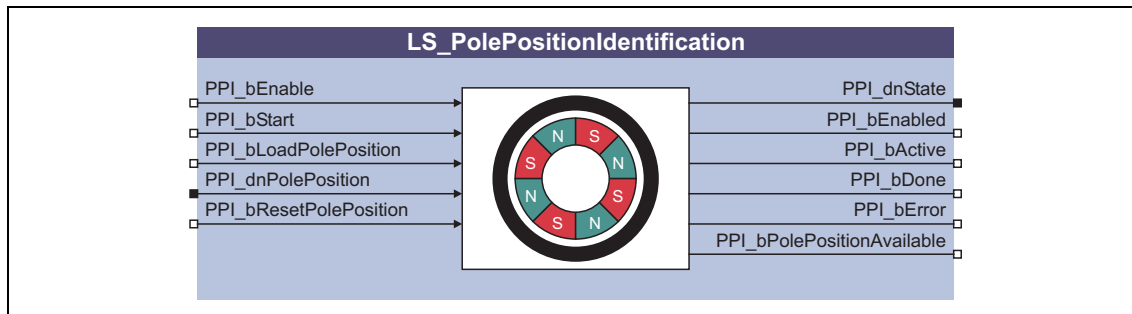 LS_PolePositionIdentification
PPI_bEnable
PPI_bStart
PPI_bLoadPolePosition
PPI_dnPolePosition
PPI_bResetPolePosition
N S
S N
N S
S N
PPI_dnState
PPI_bEnabled
PPI_bActive
PPI_bDone
PPI_bError
PPI_bPolePositionAvailable